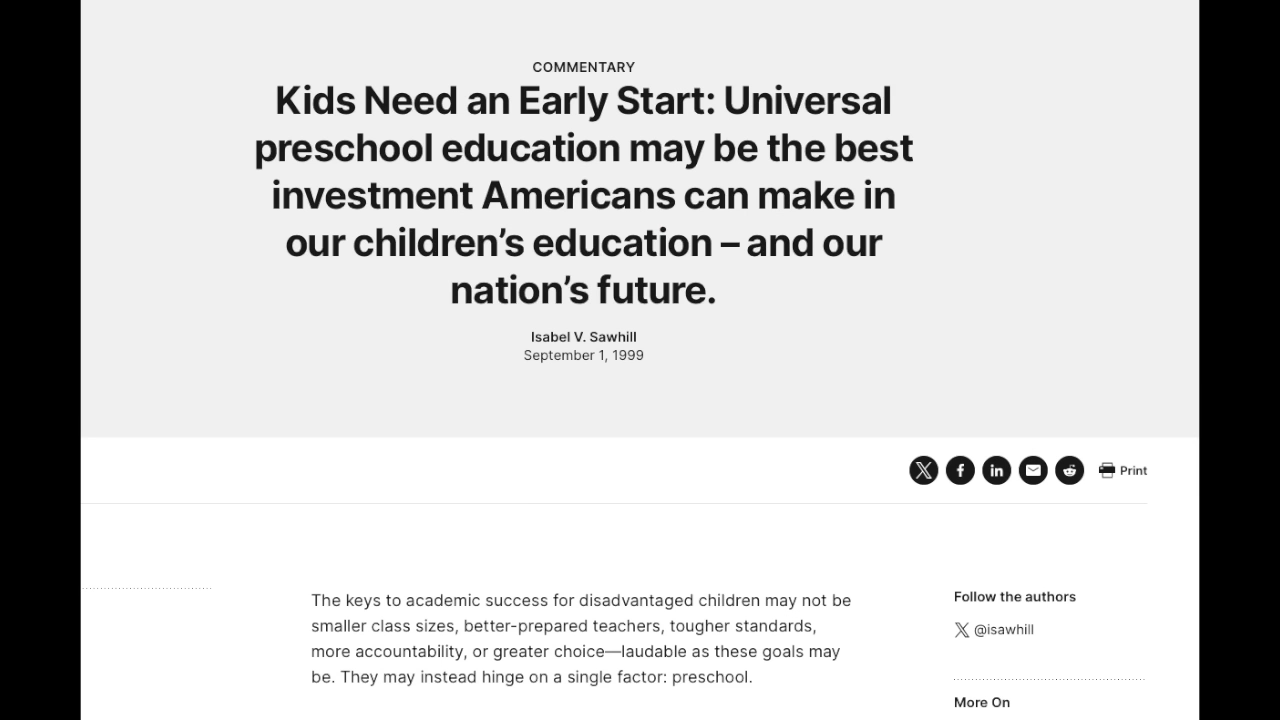 COMMENTARY
Kids Need an Early Start: Universal
preschool education may be the best
investment Americans can make in
our children’s education – and our
nation’s future.
Isabel V. Sawhill
September 1, 1999
Print
The keys to academic success for disadvantaged children may not be
smaller class sizes, better-prepared teachers, tougher standards,
more accountability, or greater choice—laudable as these goals may
be. They may instead hinge on a single factor: preschool.
Follow the authors
@isawhill
More On